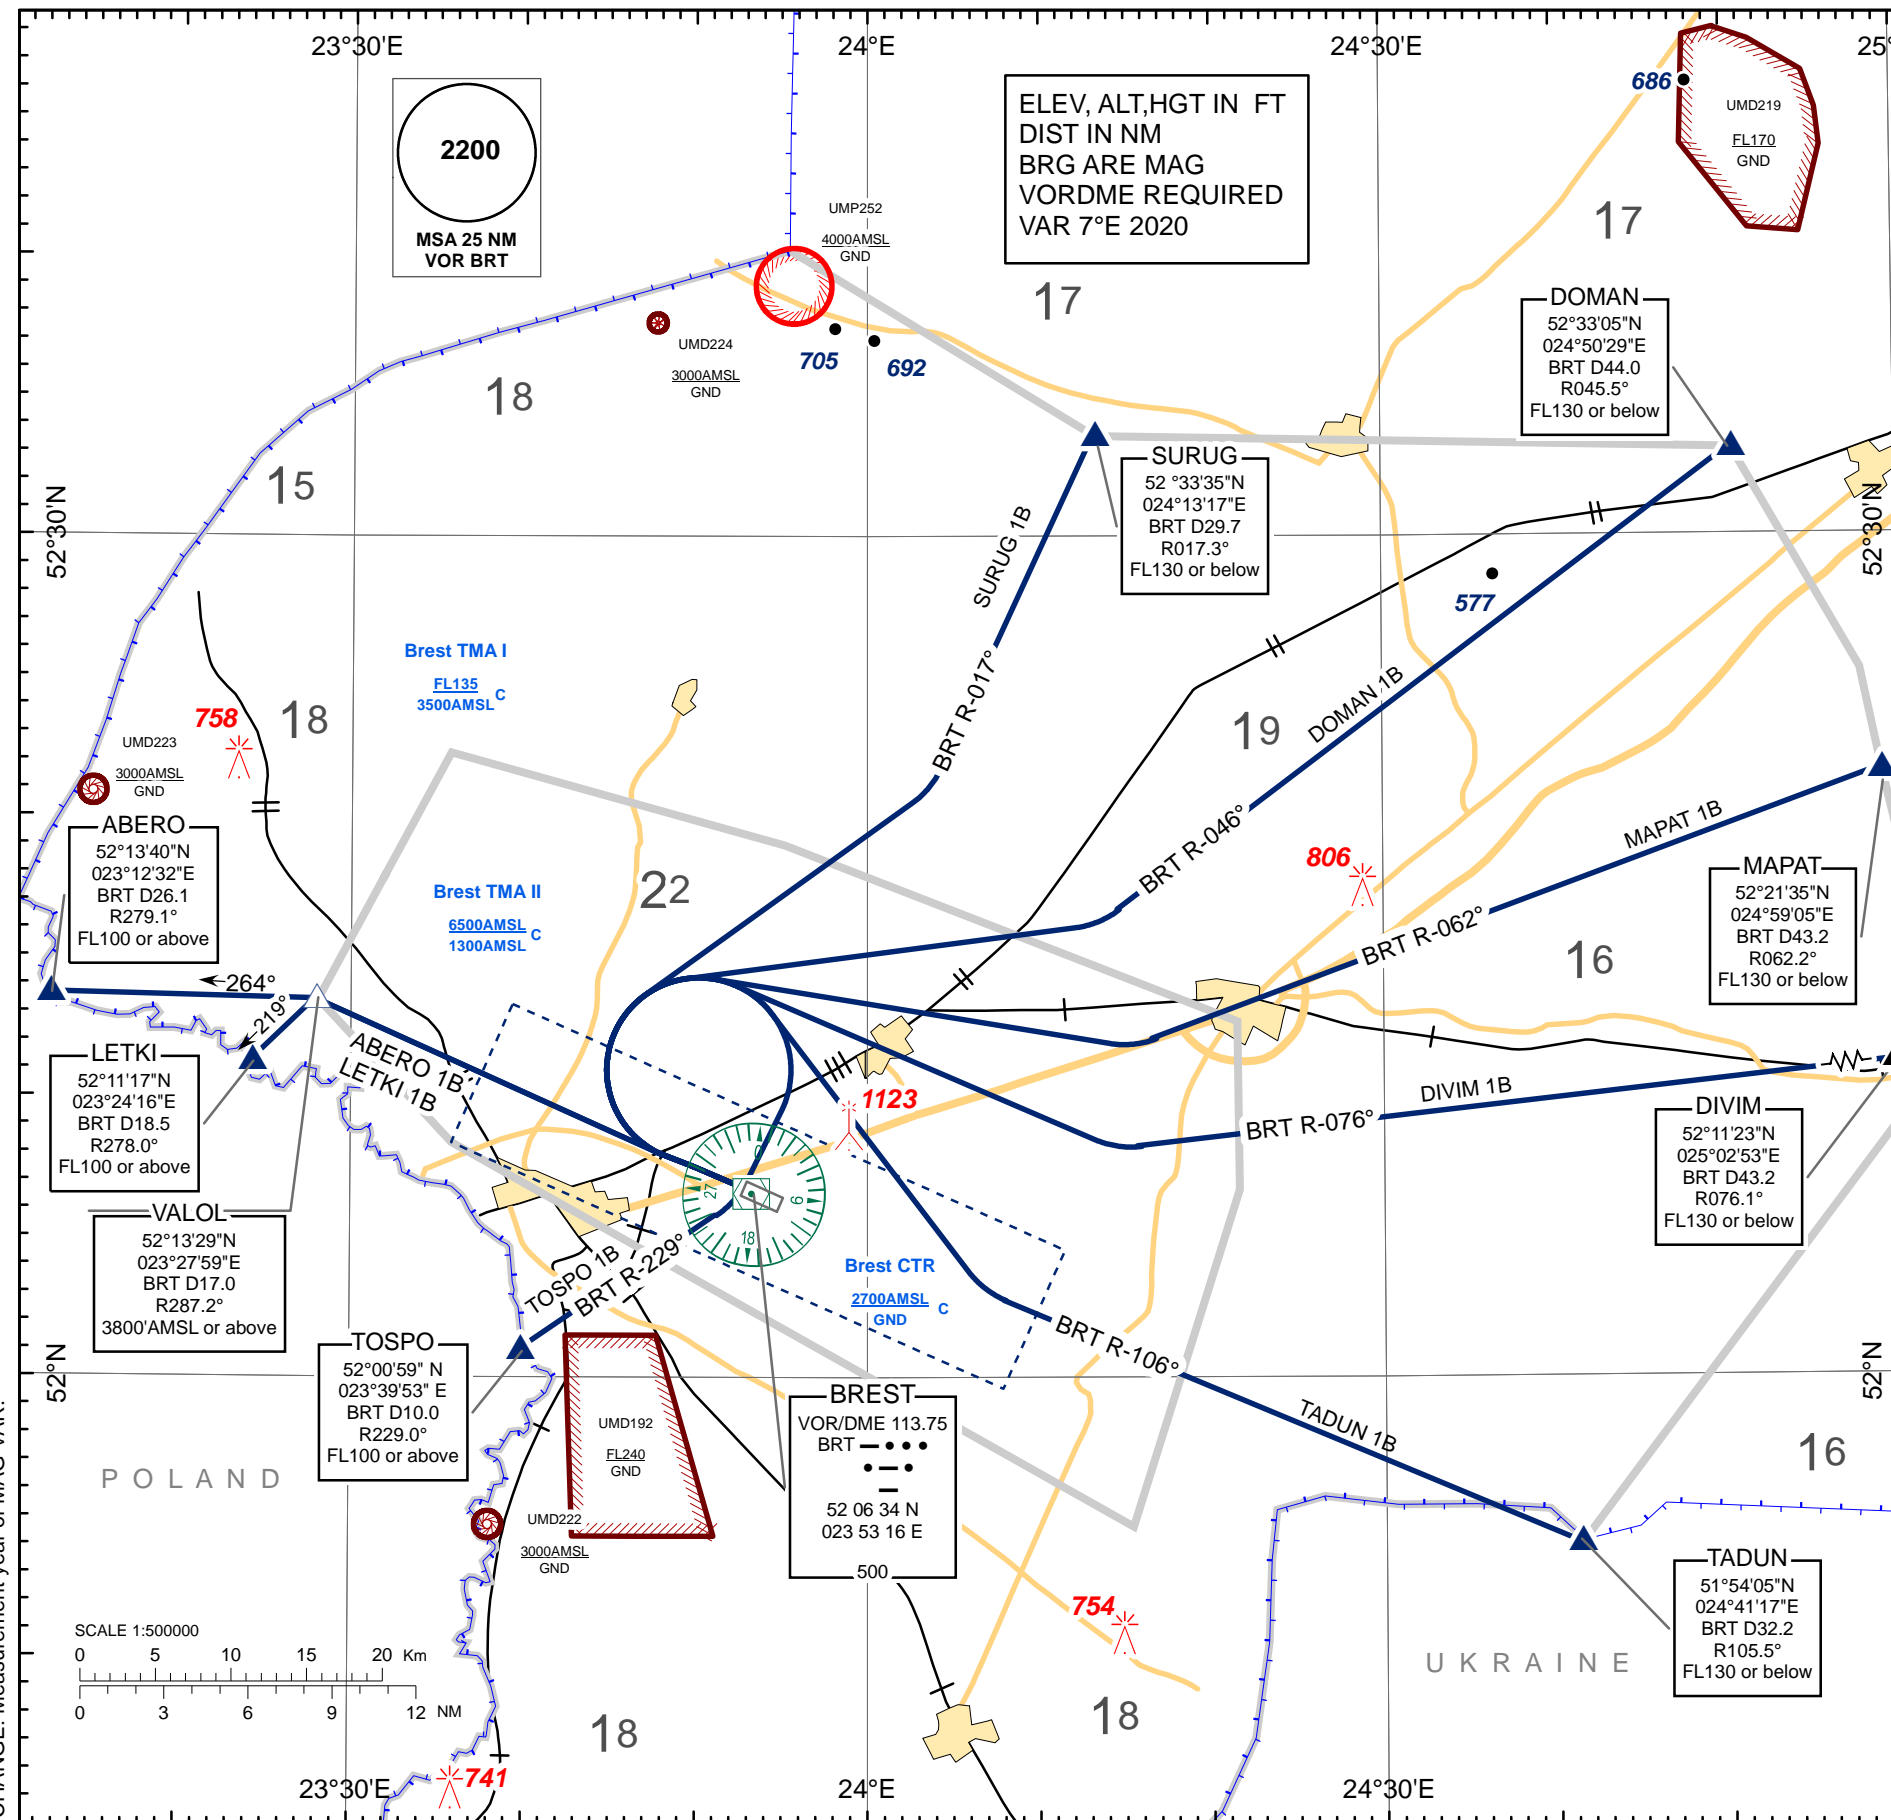 23°30'E
24°E
24°30'E
25°
2200
MSA 25 NM
VOR BRT
ELEV, ALT,HGT IN FT
DIST IN NM
BRG ARE MAG
VORDME REQUIRED
VAR 7°E 2020
686
UMD219
FL170
GND
17
UMP252
4000AMSL
GND
17
705
692
UMD224
3000AMSL
GND
18
15
DOMAN
52°33'05"N
024°50'29"E
BRT D44.0
R045.5°
FL130 or below
SURUG
52 °33'35"N
024°13'17"E
BRT D29.7
R017.3°
FL130 or below
52°30'N
52°30'N
SURUG 1B
BRT R-017°
577
Brest TMA I
FL135
3500AMSL
C
758
18
UMD223
3000AMSL
GND
19
DOMAN 1B
BRT R-046°
MAPAT 1B
BRT R-062°
806
ABERO
52°13'40"N
023°12'32"E
BRT D26.1
R279.1°
FL100 or above
Brest TMA II
6500AMSL
1300AMSL
C
22
MAPAT
52°21'35"N
024°59'05"E
BRT D43.2
R062.2°
FL130 or below
16
264°
219°
ABERO 1B
LETKI 1B
LETKI
52°11'17"N
023°24'16"E
BRT D18.5
R278.0°
FL100 or above
1123
DIVIM 1B
BRT R-076°
DIVIM
52°11'23"N
025°02'53"E
BRT D43.2
R076.1°
FL130 or below
0
27
9
18
VALOL
52°13'29"N
023°27'59"E
BRT D17.0
R287.2°
3800'AMSL or above
TOSPO 1B
BRT R-229°
Brest CTR
2700AMSL
GND
C
BRT R-106°
TADUN 1B
52°N
52°N
TOSPO
52°00'59" N
023°39'53" E
BRT D10.0
R229.0°
FL100 or above
UMD192
FL240
GND
BREST
VOR/DME 113.75
BRT
52 06 34 N
023 53 16 E
500
16
POLAND
UMD222
3000AMSL
GND
TADUN
51°54'05"N
024°41'17"E
BRT D32.2
R105.5°
FL130 or below
754
UKRAINE
SCALE 1:500000
0 5 10 15 20 Km
0 3 6 9 12 NM
18
18
741
23°30'E
24°E
24°30'E